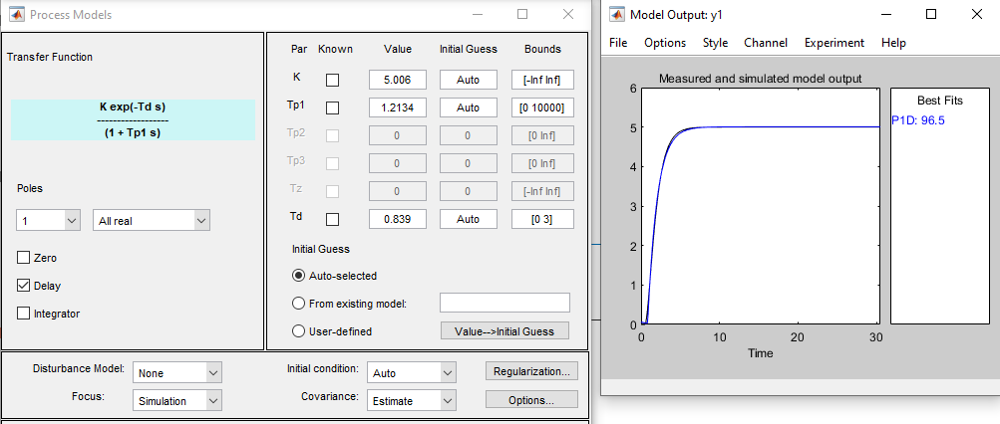 Process Models
Transfer Function
K exp(-Td s)
------------------
(1 + Tp1 s)
Poles
1
All real
Zero
Delay
Integrator
Par Known Value Initial Guess Bounds
K 5.006 Auto [-Inf Inf]
Tp1 1.2134 Auto [0 10000]
Tp2 0 0 [0 Inf]
Tp3 0 0 [0 Inf]
Tz 0 0 [-Inf Inf]
Td 0.839 Auto [0 3]
Initial Guess
Auto-selected
From existing model:
User-defined Value-->Initial Guess
Disturbance Model: None Initial condition: Auto Regularization...
Focus: Simulation Covariance: Estimate Options...
Model Output: y1
File Options Style Channel Experiment Help
Measured and simulated model output
6
5
4
3
2
1
0
0 10 20 30
Time
Best Fits
P1D: 96.5